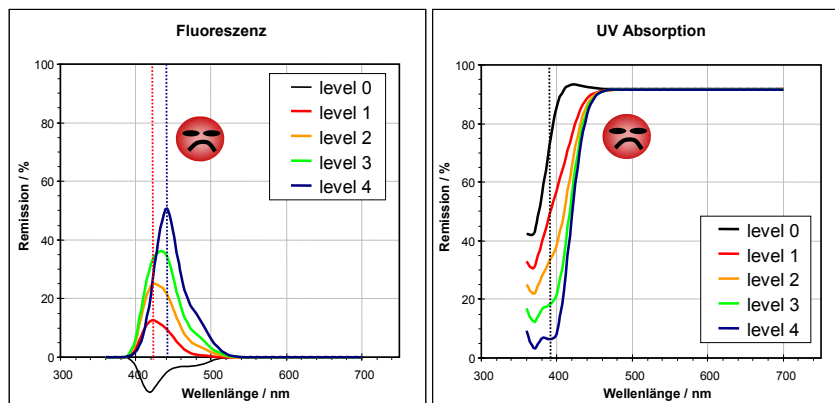 Fluoreszenz
Remission / %
100
80
60
40
20
0
300
400
500
600
700
Wellenlänge / nm
level 0
level 1
level 2
level 3
level 4
UV Absorption
Remission / %
100
80
60
40
20
0
300
400
500
600
700
Wellenlänge / nm
level 0
level 1
level 2
level 3
level 4